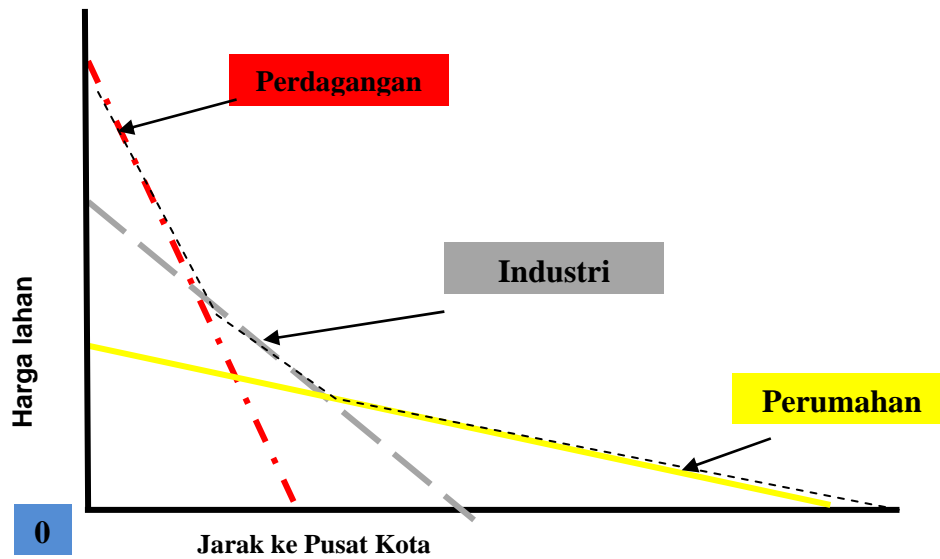 Perdagangan
Industri
Perumahan
Harga lahan
0
Jarak ke Pusat Kota